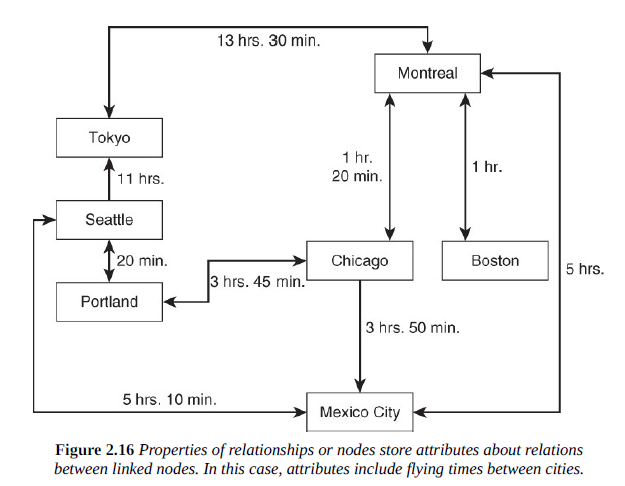 13 hrs. 30 min.
Montreal
Tokyo
1 hr.
20 min.
1 hr.
11 hrs.
Seattle
20 min.
Chicago
Boston
5 hrs.
3 hrs. 45 min.
Portland
3 hrs. 50 min.
5 hrs. 10 min.
Mexico City
Figure 2.16 Properties of relationships or nodes store attributes about relations
between linked nodes. In this case, attributes include flying times between cities.